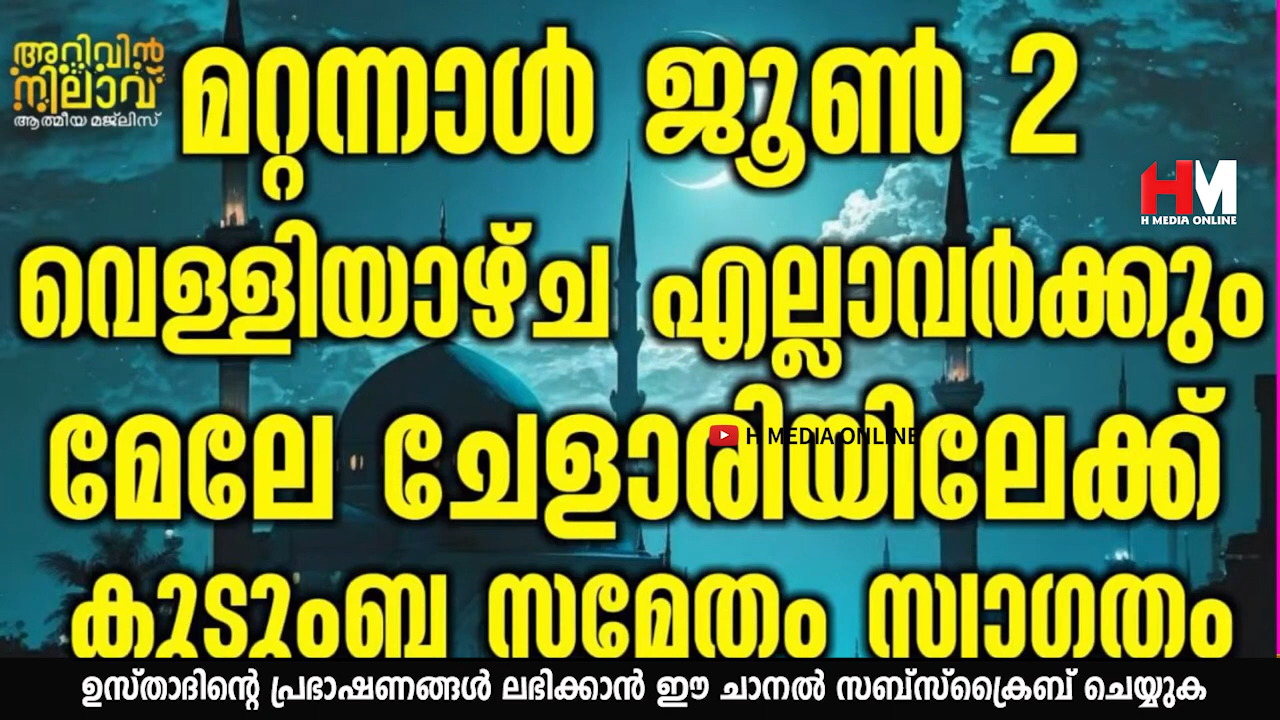 അറിവിൻ
നിലാവ്
ആത്മീയ മജ്ലിസ്
മറ്റന്നാൾ ജൂൺ 2
HM
H MEDIA ONLINE
വെള്ളിയാഴ്ച എല്ലാവർക്കും
മേലേ ചേളാരിയിലേക്ക്
H MEDIA ONLINE
കുടുംബ സമേതം സ്വാഗതം
ഉസ്താദിന്റെ പ്രഭാഷണങ്ങൾ ലഭിക്കാൻ ഈ ചാനൽ സബ്സ്ക്രൈബ് ചെയ്യുക